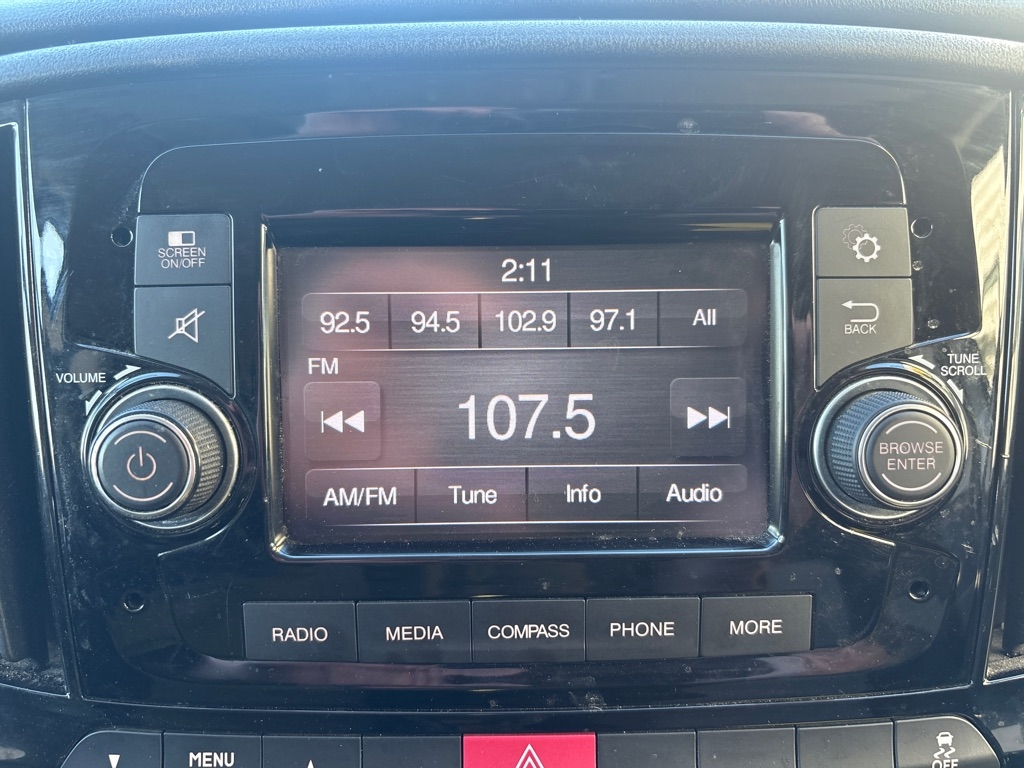 2:11
SCREEN
ON/OFF
92.5 94.5 102.9 97.1 All
BACK
FM
VOLUME
TUNE
SCROLL
107.5
BROWSE
ENTER
AM/FM Tune Info Audio
RADIO MEDIA COMPASS PHONE MORE
MENU
OFF